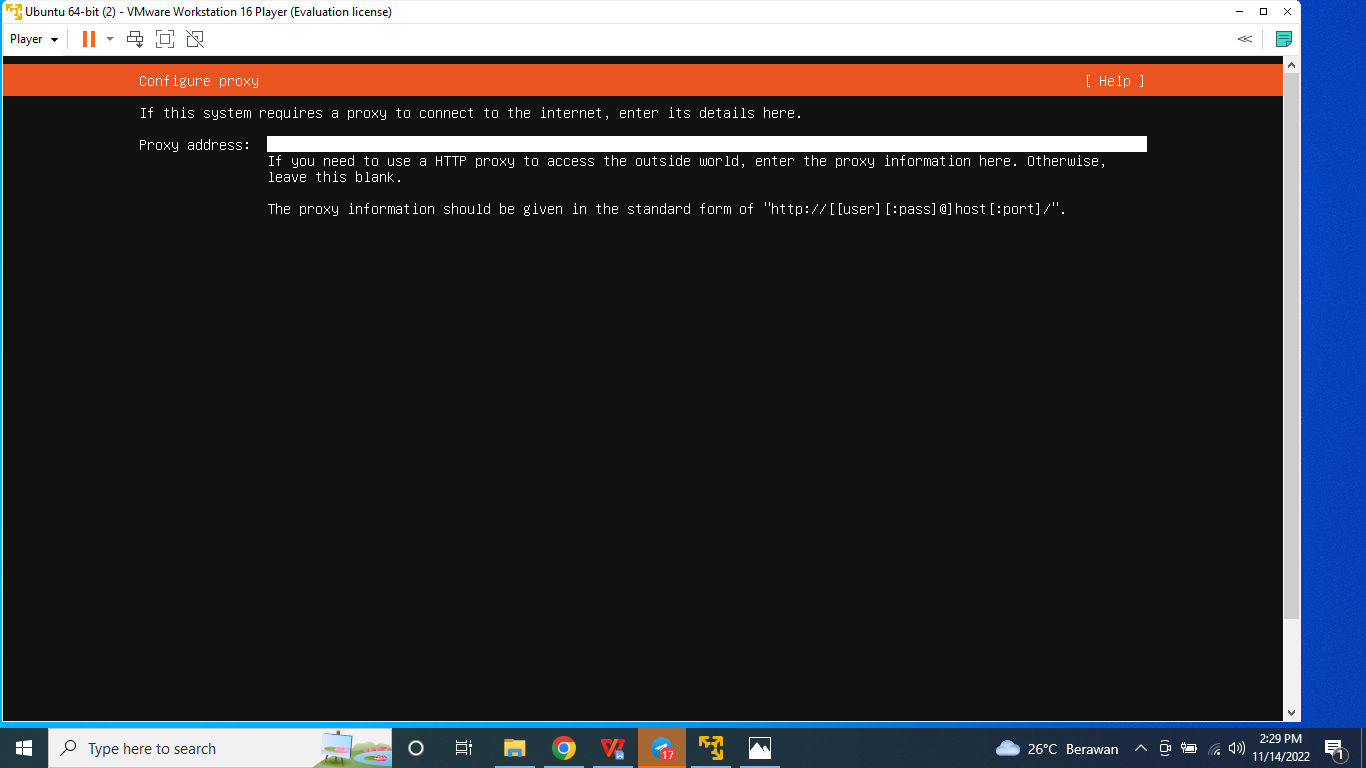 Ubuntu 64-bit (2) - VMware Workstation 16 Player (Evaluation license)
Player
Configure proxy [ Help ]
If this system requires a proxy to connect to the internet, enter its details here.
Proxy address:
If you need to use a HTTP proxy to access the outside world, enter the proxy information here. Otherwise,
leave this blank.
The proxy information should be given in the standard form of "http://[[user][:pass]@]host[:port]/".
Type here to search
17
26°C Berawan
2:29 PM
11/14/2022
1